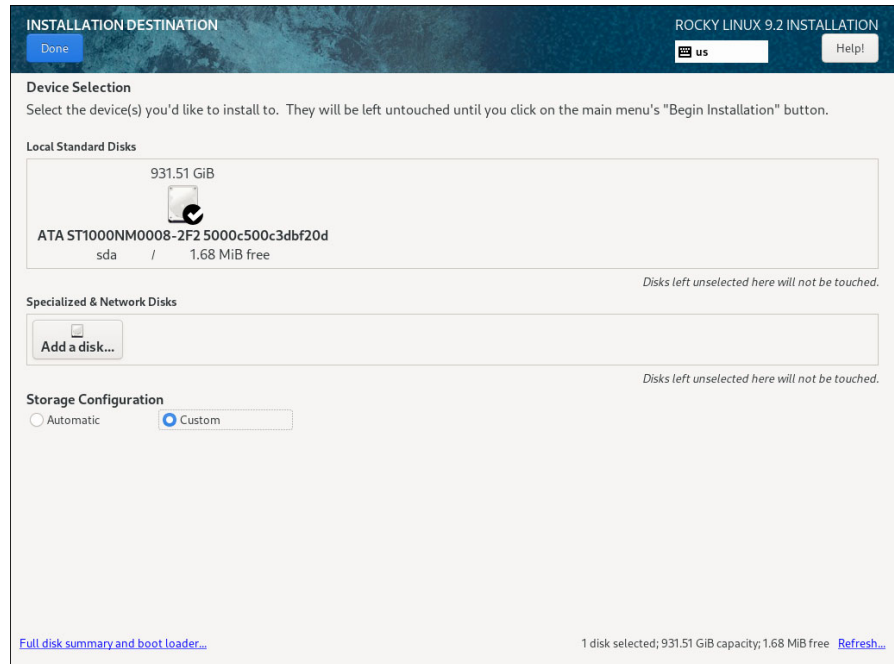 INSTALLATION DESTINATION
ROCKY LINUX 9.2 INSTALLATION
Done
us
Help!
Device Selection
Select the device(s) you'd like to install to. They will be left untouched until you click on the main menu's "Begin Installation" button.
Local Standard Disks
931.51 GiB
ATA ST1000NM0008-2F2 5000c500c3dbf20d
sda / 1.68 MiB free
Disks left unselected here will not be touched.
Specialized & Network Disks
Add a disk...
Disks left unselected here will not be touched.
Storage Configuration
Automatic Custom
Full disk summary and boot loader...
1 disk selected; 931.51 GiB capacity; 1.68 MiB free Refresh...